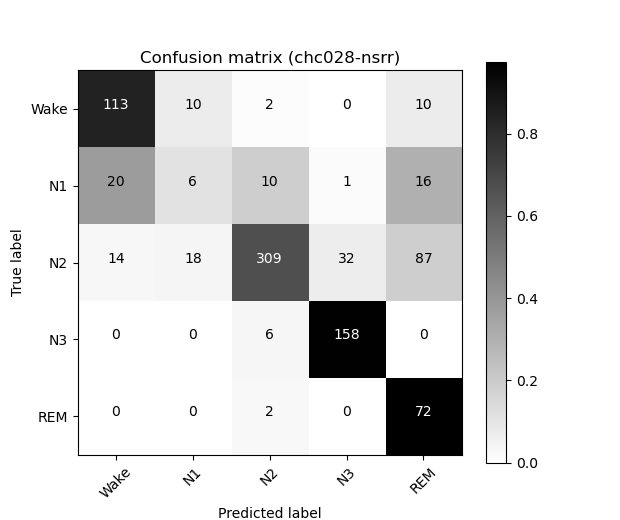 Confusion matrix (chc028-nsrr)
Wake 113 10 2 0 10
N1 20 6 10 1 16
N2 14 18 309 32 87
N3 0 0 6 158 0
REM 0 0 2 0 72
Wake N1 N2 N3 REM
True label
Predicted label
0.8
0.6
0.4
0.2
0.0